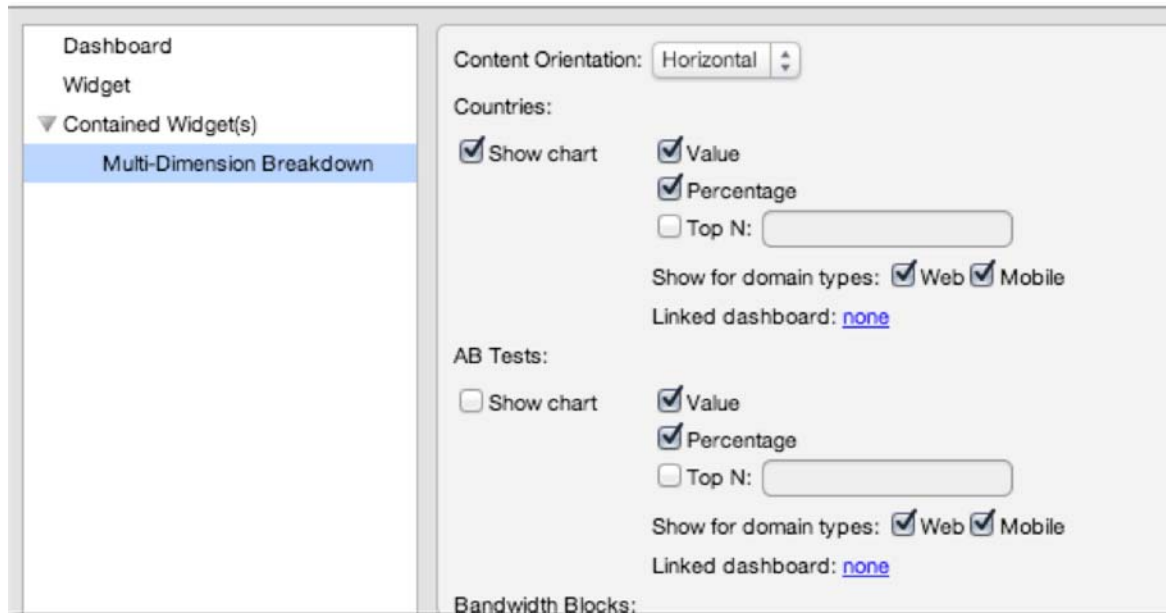 Dashboard
Widget
Contained Widget(s)
Multi-Dimension Breakdown
Content Orientation: Horizontal
Countries:
Show chart Value
Percentage
Top N:
Show for domain types: Web Mobile
Linked dashboard: none
AB Tests:
Show chart Value
Percentage
Top N:
Show for domain types: Web Mobile
Linked dashboard: none
Bandwidth Blocks: